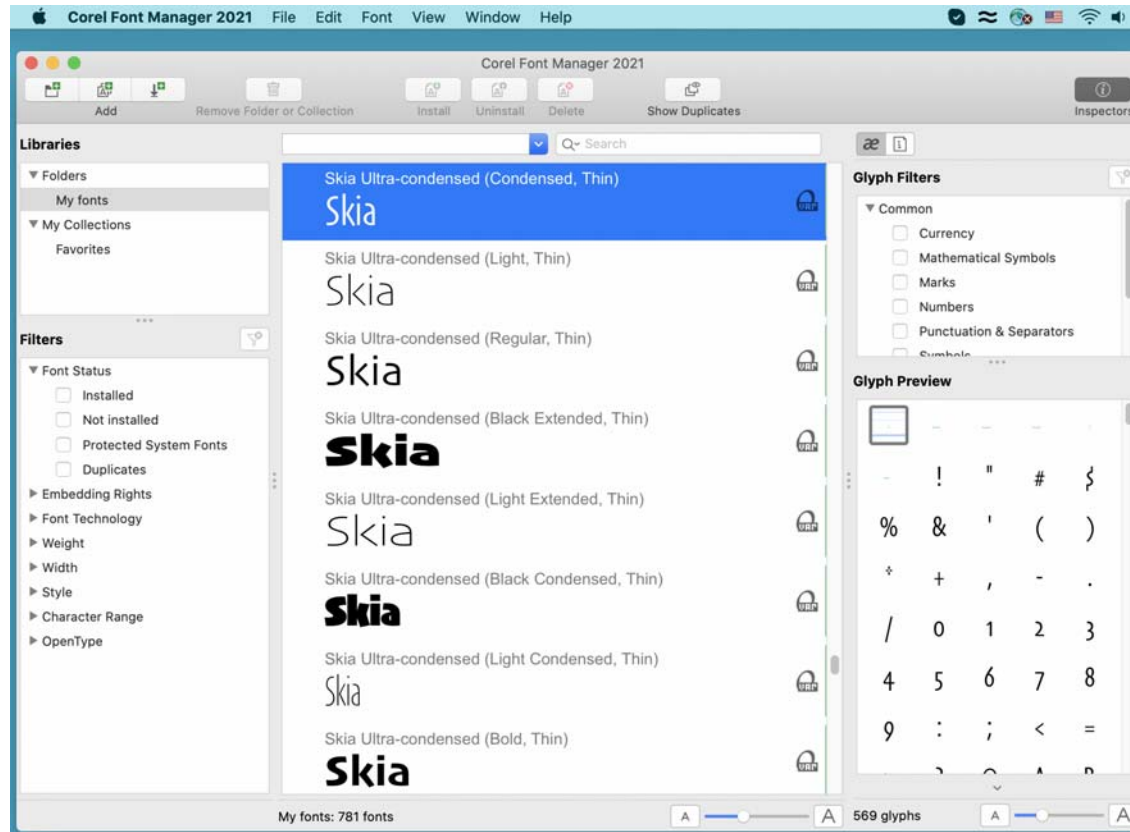 Corel Font Manager 2021 File Edit Font View Window Help
Corel Font Manager 2021
Add Remove Folder or Collection Install Uninstall Delete Show Duplicates Inspectors
Libraries
Folders
My fonts
My Collections
Favorites
Filters
Font Status
Installed
Not installed
Protected System Fonts
Duplicates
Embedding Rights
Font Technology
Weight
Width
Style
Character Range
OpenType
Search
Skia Ultra-condensed (Condensed, Thin)
Skia
Skia Ultra-condensed (Light, Thin)
Skia
Skia Ultra-condensed (Regular, Thin)
Skia
Skia Ultra-condensed (Black Extended, Thin)
Skia
Skia Ultra-condensed (Light Extended, Thin)
Skia
Skia Ultra-condensed (Black Condensed, Thin)
Skia
Skia Ultra-condensed (Light Condensed, Thin)
Skia
Skia Ultra-condensed (Bold, Thin)
Skia
My fonts: 781 fonts
A A
æ
Glyph Filters
Common
Currency
Mathematical Symbols
Marks
Numbers
Punctuation & Separators
Symbols
Glyph Preview
- ! " # $
% & ' ( )
* + , - .
/ 0 1 2 3
4 5 6 7 8
9 : ; < =
569 glyphs
A A